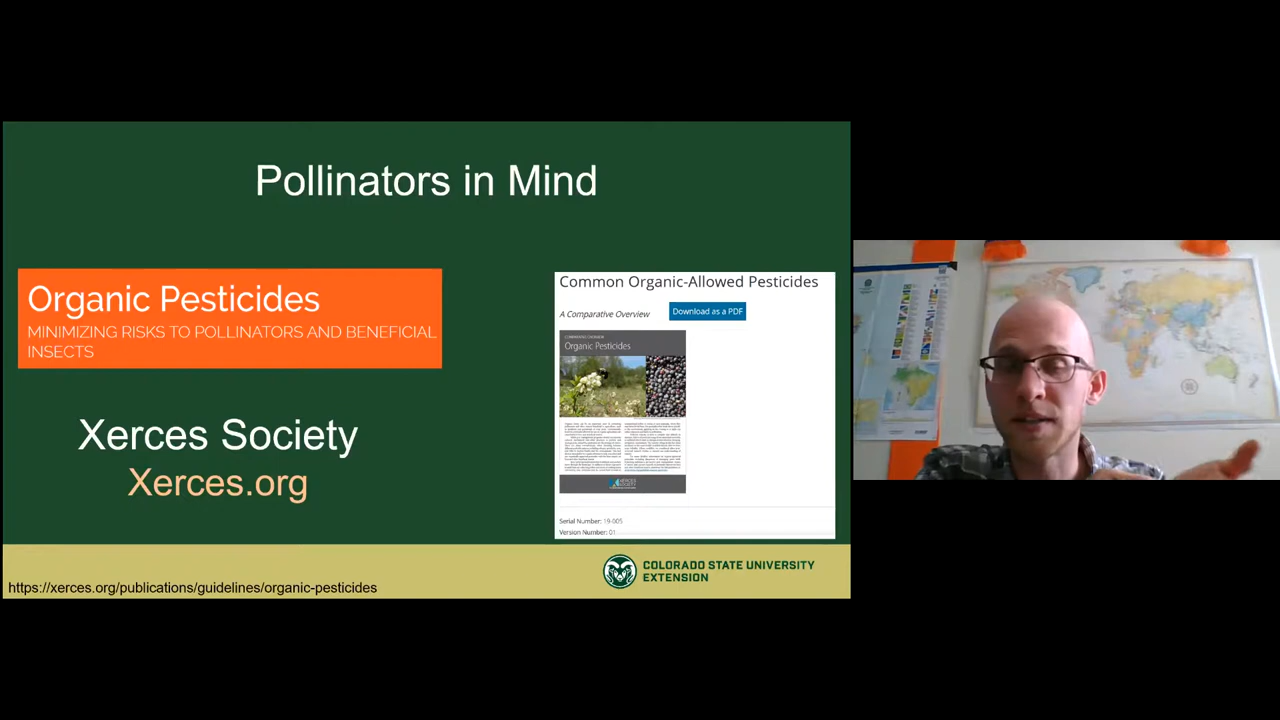 Pollinators in Mind
Organic Pesticides
MINIMIZING RISKS TO POLLINATORS AND BENEFICIAL
INSECTS
Xerces Society
Xerces.org
Common Organic-Allowed Pesticides
A Comparative Overview
Download as a PDF
Organic Pesticides
XERCES
SOCIETY
Serial Number: 19-005
Version Number: 01
https://xerces.org/publications/guidelines/organic-pesticides
COLORADO STATE UNIVERSITY
EXTENSION